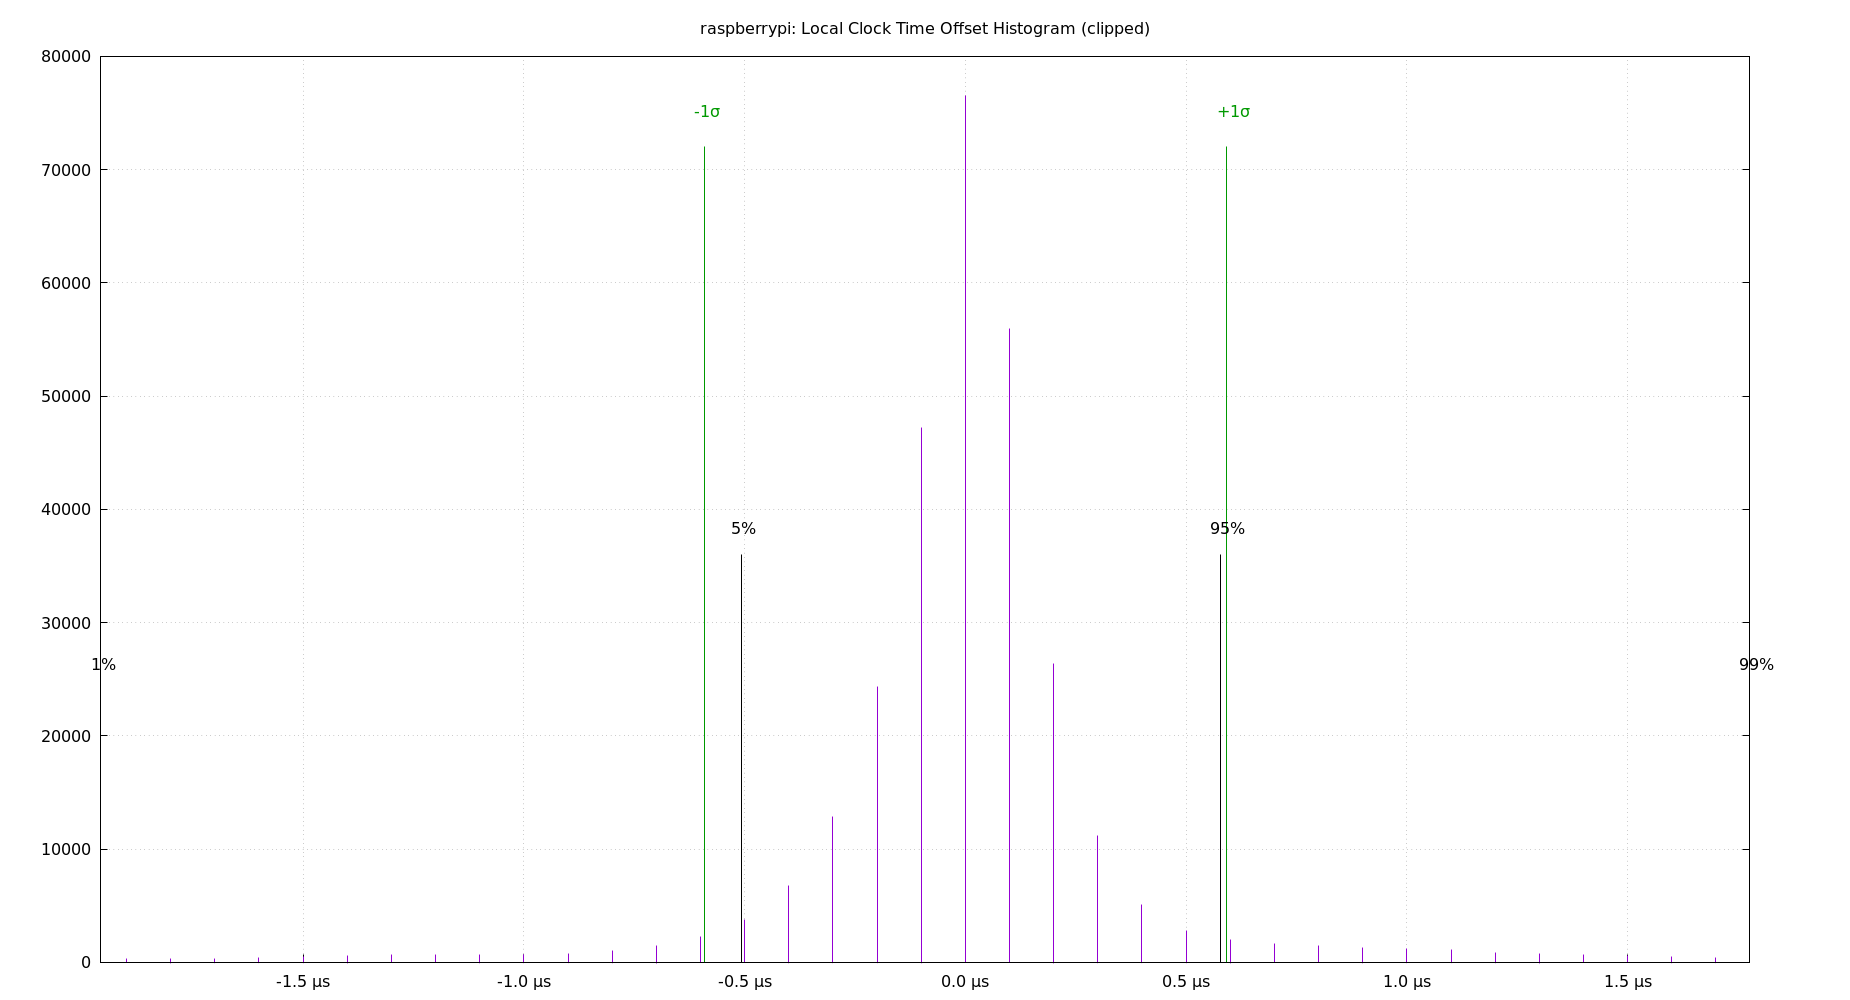 raspberrypi: Local Clock Time Offset Histogram (clipped)
80000
-1σ
+1σ
70000
60000
50000
40000
5%
95%
30000
1%
99%
20000
10000
0
-1.5 µs
-1.0 µs
-0.5 µs
0.0 µs
0.5 µs
1.0 µs
1.5 µs